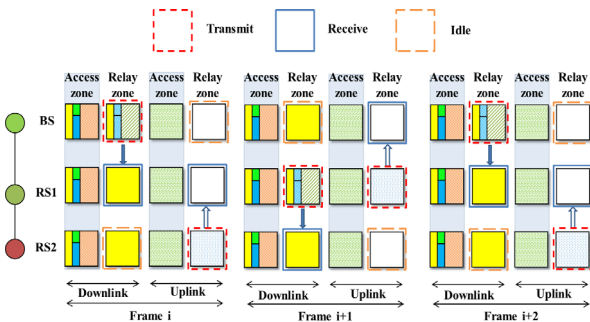 Transmit Receive Idle
Access zone Relay zone Access zone Relay zone Access zone Relay zone Access zone Relay zone Access zone Relay zone Access zone Relay zone
BS
RS1
RS2
Downlink Uplink Downlink Uplink Downlink Uplink
Frame i Frame i+1 Frame i+2